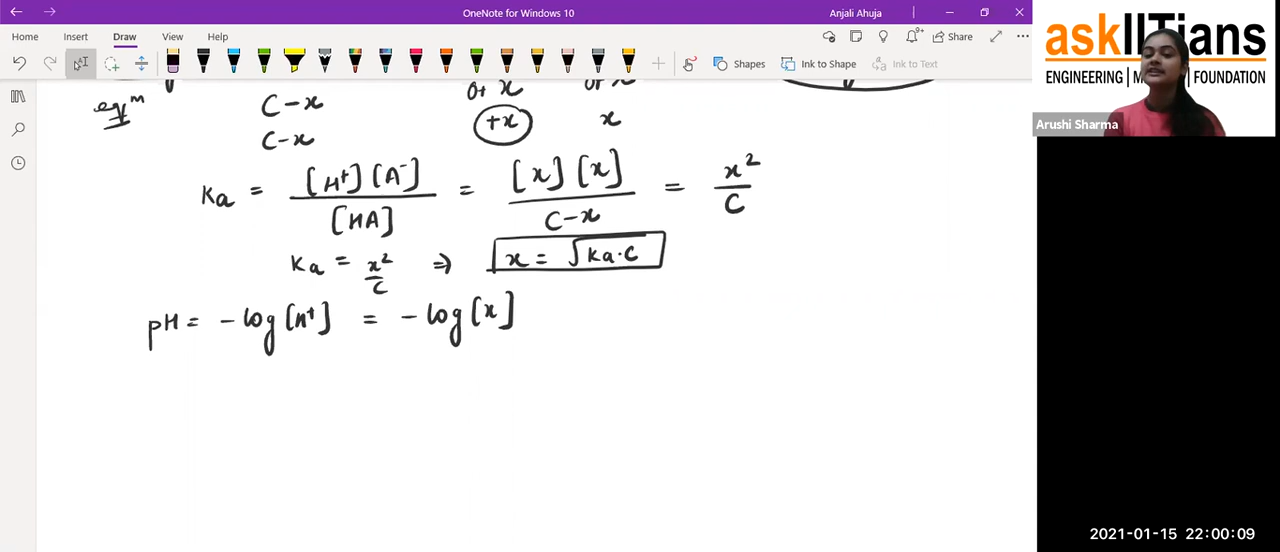 OneNote for Windows 10
Anjali Ahuja
Home Insert Draw View Help
Share
Shapes Ink to Shape Ink to Text
askIITians
ENGINEERING | M FOUNDATION
Arushi Sharma
eqᵐ
C-x
0+x
+x x
C-x
Ka = [H⁺][A⁻] / [HA] = [x][x] / C-x = x² / C
Ka = x² / C ⇒ x = √Ka·C
pH = -log[H⁺] = -log[x]
2021-01-15 22:00:09